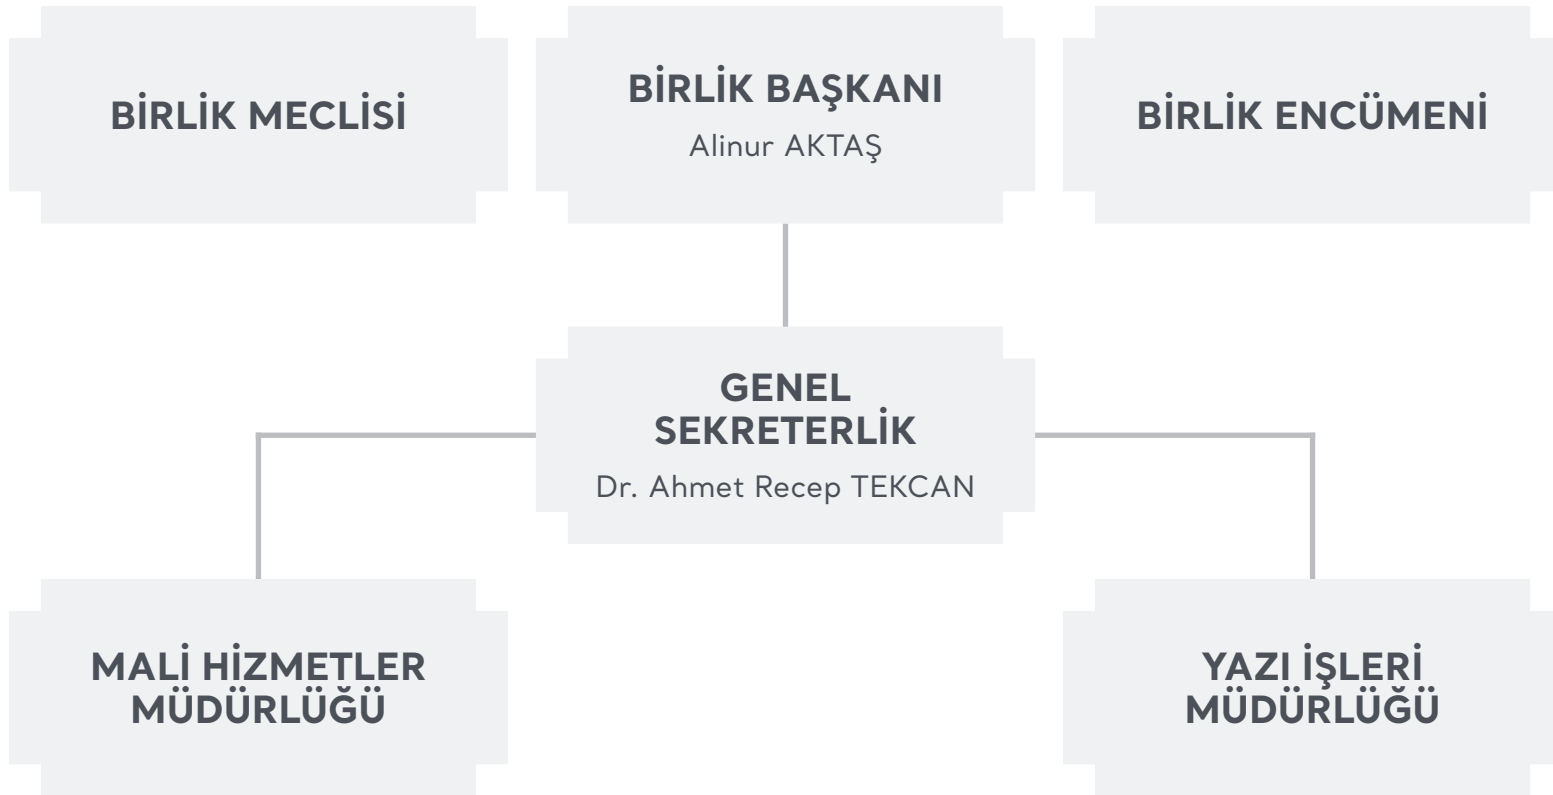 BİRLİK MECLİSİ
BİRLİK BAŞKANI
Alinur AKTAŞ
BİRLİK ENCÜMENİ
GENEL
SEKRETERLİK
Dr. Ahmet Recep TEKCAN
MALİ HİZMETLER
MÜDÜRLÜĞÜ
YAZI İŞLERİ
MÜDÜRLÜĞÜ